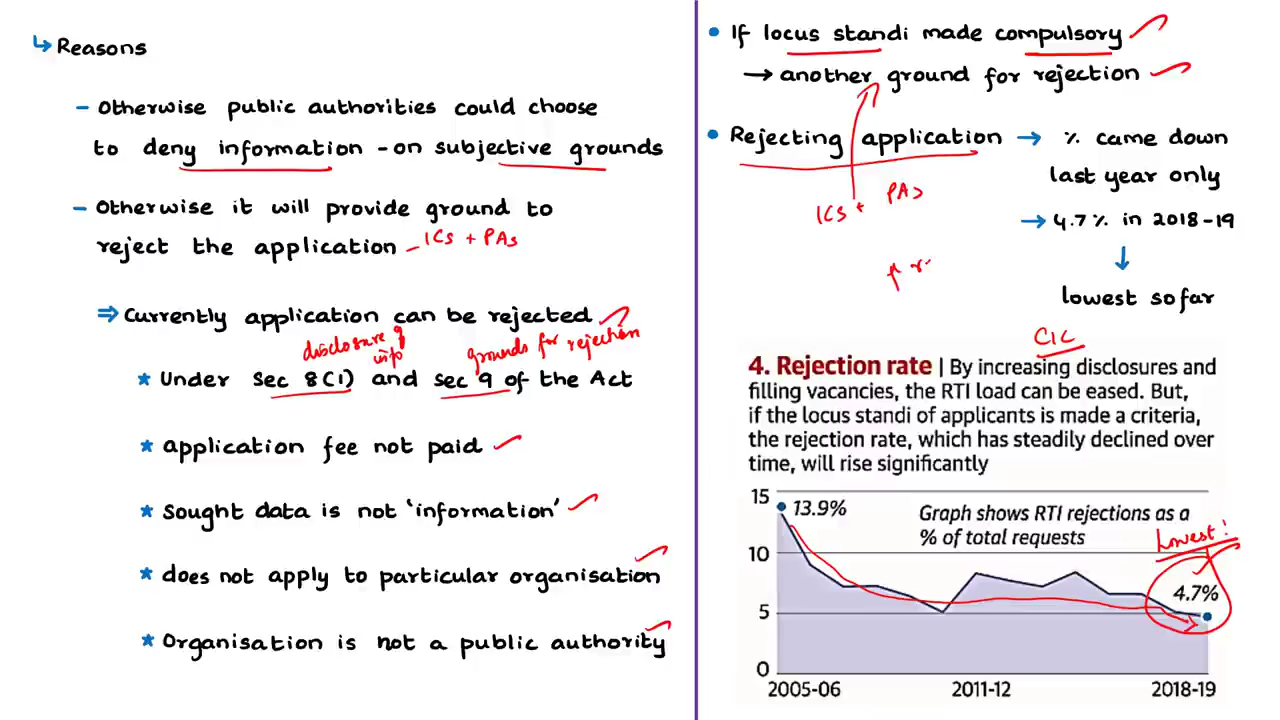 ↳ Reasons
- Otherwise public authorities could choose
to deny information - on subjective grounds
- Otherwise it will provide ground to
reject the application - ICs + PAs
⇒ Currently application can be rejected
disclosure of info
grounds for rejection
* Under Sec 8(1) and sec 9 of the Act
* application fee not paid
* Sought data is not 'information'
* does not apply to particular organisation
* Organisation is not a public authority
• If locus standi made compulsory
→ another ground for rejection
• Rejecting application → % came down
last year only
ICs + PAs
→ 4.7% in 2018-19
↑ r..
↓
lowest so far
CIC
4. Rejection rate | By increasing disclosures and
filling vacancies, the RTI load can be eased. But,
if the locus standi of applicants is made a criteria,
the rejection rate, which has steadily declined over
time, will rise significantly
15
13.9%
Graph shows RTI rejections as a
% of total requests
Lowest!
10
4.7%
5
0
2005-06
2011-12
2018-19